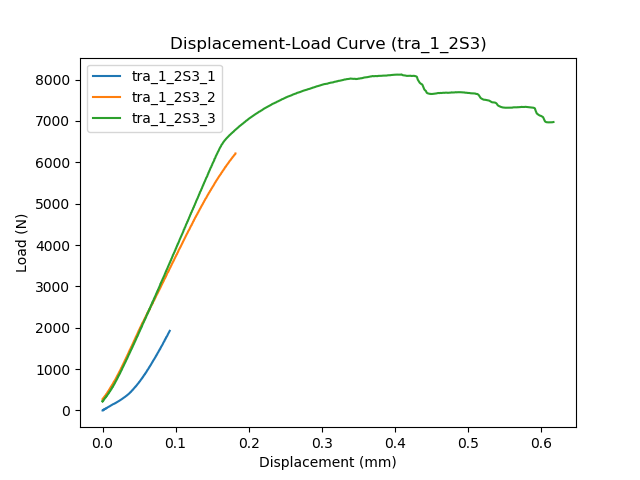 Displacement-Load Curve (tra_1_2S3)
tra_1_2S3_1
tra_1_2S3_2
tra_1_2S3_3
8000
7000
6000
5000
4000
3000
2000
1000
0
Load (N)
0.0 0.1 0.2 0.3 0.4 0.5 0.6
Displacement (mm)